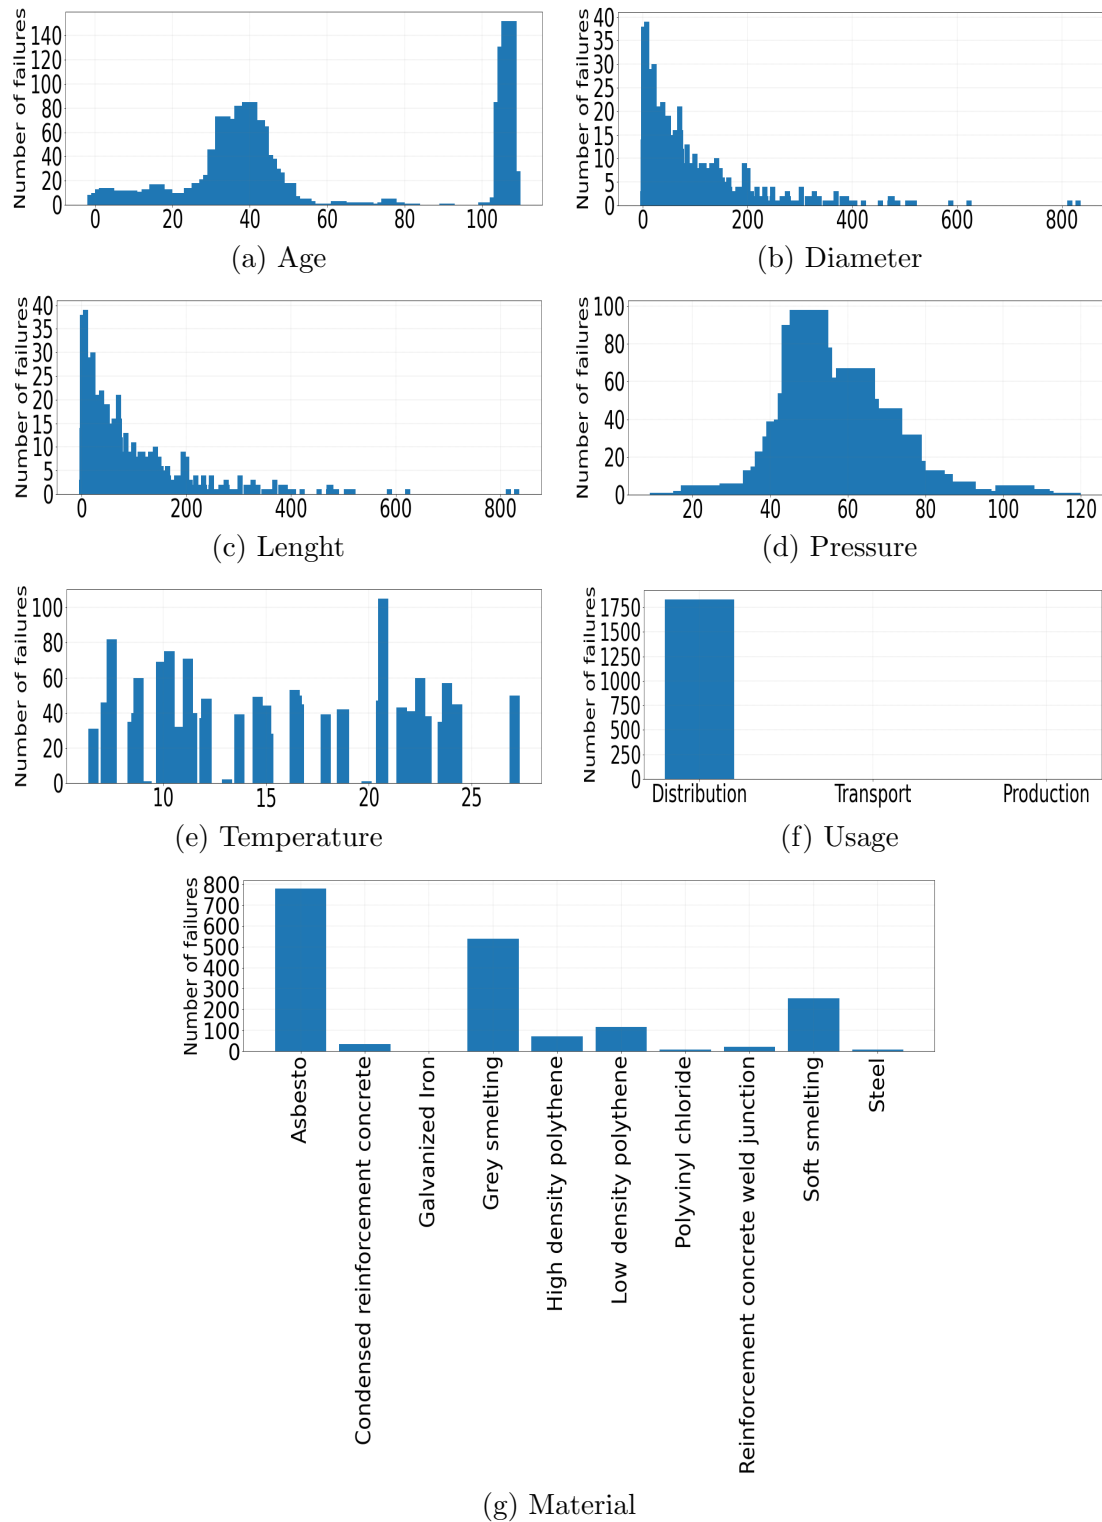 Number of failures
140
120
100
80
60
40
20
0
0 20 40 60 80 100
(a) Age
Number of failures
40
35
30
25
20
15
10
5
0
0 200 400 600 800
(b) Diameter
Number of failures
40
35
30
25
20
15
10
5
0
0 200 400 600 800
(c) Lenght
Number of failures
100
80
60
40
20
0
20 40 60 80 100 120
(d) Pressure
Number of failures
100
80
60
40
20
0
10 15 20 25
(e) Temperature
Number of failures
1750
1500
1250
1000
750
500
250
0
Distribution Transport Production
(f) Usage
Number of failures
800
700
600
500
400
300
200
100
0
Asbesto
Condensed reinforcement concrete
Galvanized Iron
Grey smelting
High density polythene
Low density polythene
Polyvinyl chloride
Reinforcement concrete weld junction
Soft smelting
Steel
(g) Material